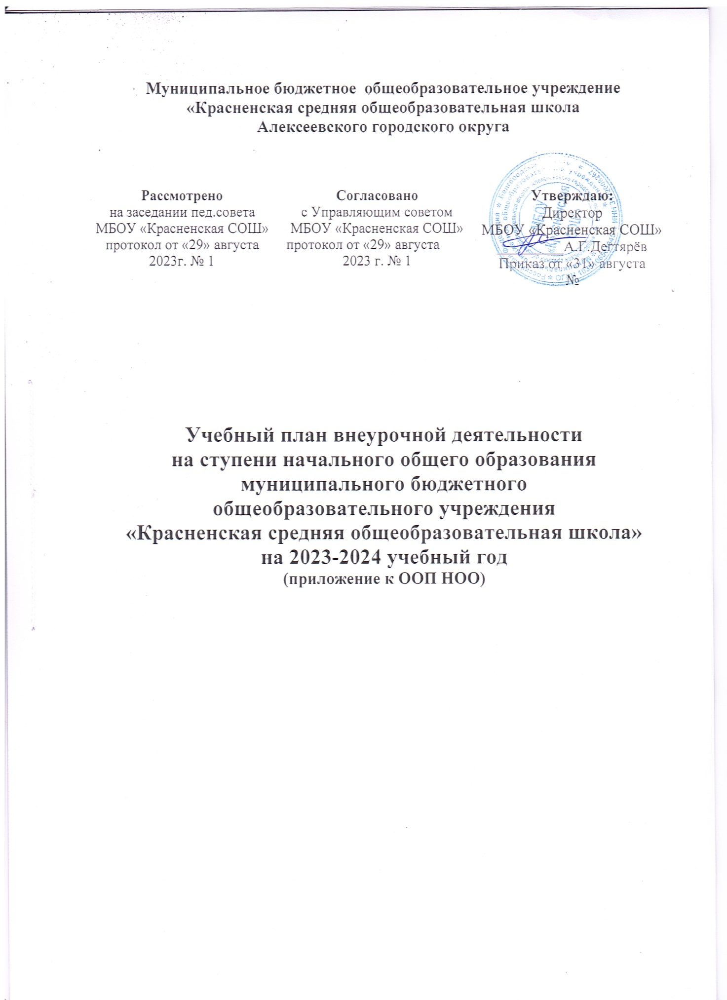 Муниципальное бюджетное общеобразовательное учреждение
«Красненская средняя общеобразовательная школа
Алексеевского городского округа
Рассмотрено
на заседании пед.совета
МБОУ «Красненская СОШ»
протокол от «29» августа
2023г. № 1
Согласовано
с Управляющим советом
МБОУ «Красненская СОШ»
протокол от «29» августа
2023 г. № 1
Утверждаю:
Директор
МБОУ «Красненская СОШ»
А.Г.Дегтярёв
Приказ от «31» августа
№
МБОУ
«Красненская
СОШ»
Учебный план внеурочной деятельности
на ступени начального общего образования
муниципального бюджетного
общеобразовательного учреждения
«Красненская средняя общеобразовательная школа»
на 2023-2024 учебный год
(приложение к ООП НОО)